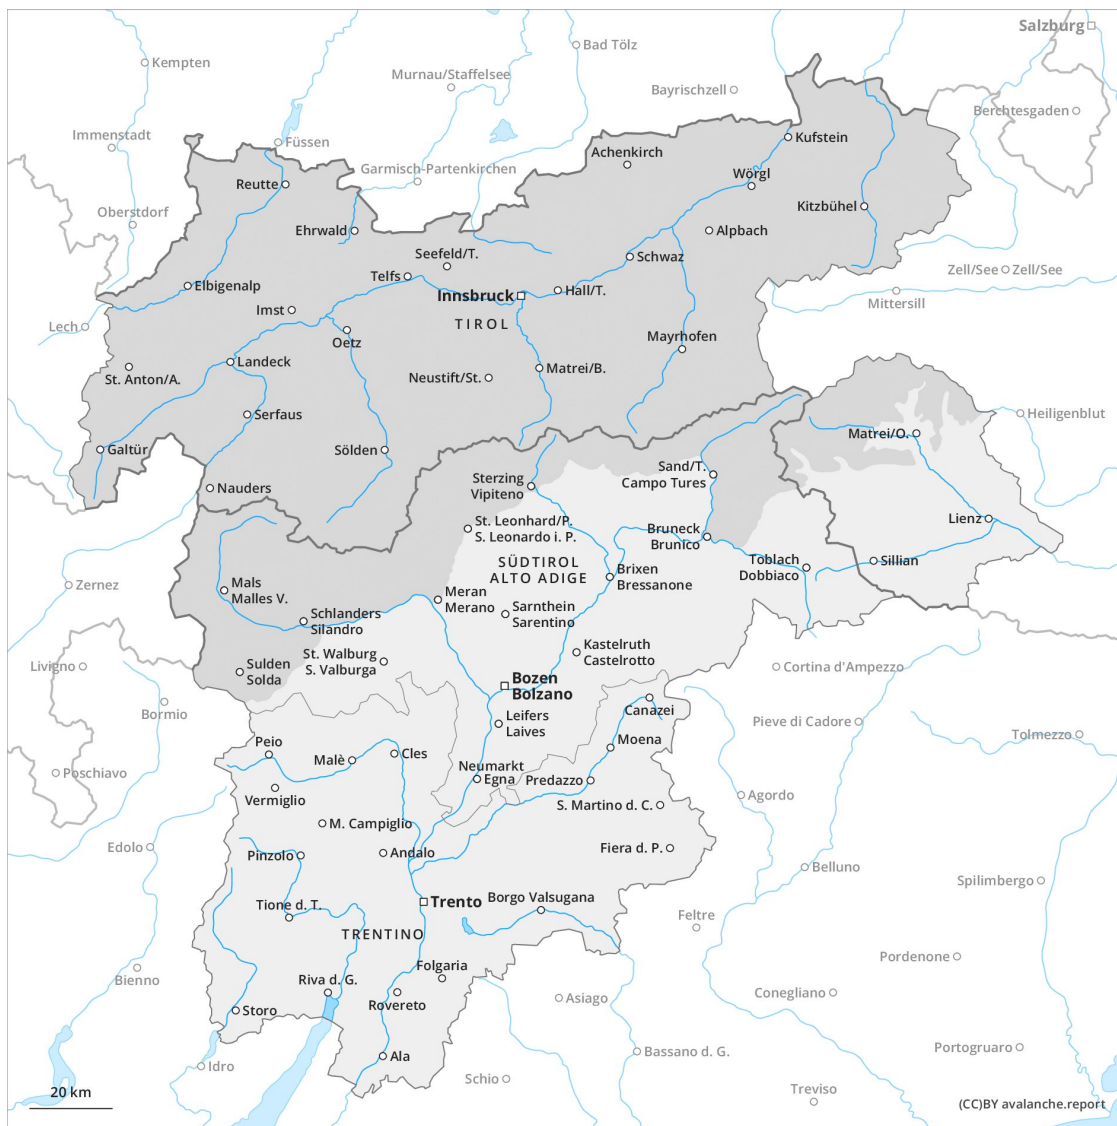 Salzburg
Bad Tölz
Kempten
Murnau/Staffelsee
Bayrischzell
Berchtesgaden
Immenstadt
Füssen
Kufstein
Achenkirch
Garmisch-Partenkirchen
Wörgl
Reutte
Oberstdorf
Kitzbühel
Ehrwald
Alpbach
Seefeld/T.
Schwaz
Telfs
Zell/See
Zell/See
Elbigenalp
Hall/T.
Innsbruck
Mittersill
Imst
TIROL
Lech
Oetz
Mayrhofen
Landeck
Matrei/B.
St. Anton/A.
Neustift/St.
Serfaus
Heiligenblut
Matrei/O.
Galtür
Sölden
Sterzing
Vipiteno
Sand/T.
Campo Tures
Nauders
Lienz
St. Leonhard/P.
S. Leonardo i. P.
Bruneck
Brunico
SÜDTIROL
ALTO ADIGE
Toblach
Dobbiaco
Sillian
Brixen
Bressanone
Zernez
Mals
Malles V.
Meran
Merano
Sarnthein
Sarentino
Schlanders
Silandro
St. Walburg
S. Valburga
Kastelruth
Castelrotto
Livigno
Sulden
Solda
Cortina d'Ampezzo
Bozen
Bolzano
Bormio
Canazei
Leifers
Laives
Pieve di Cadore
Tolmezzo
Peio
Moena
Malè
Cles
Neumarkt
Egna
Predazzo
Poschiavo
Vermiglio
Agordo
S. Martino d. C.
M. Campiglio
Edolo
Pinzolo
Andalo
Fiera d. P.
Belluno
Spilimbergo
Trento
Borgo Valsugana
Tione d. T.
Feltre
TRENTINO
Pordenone
Bienno
Folgaria
Riva d. G.
Rovereto
Asiago
Conegliano
Storo
Portogruaro
Ala
Bassano d. G.
Idro
Schio
Treviso
20 km
(CC)BY avalanche.report